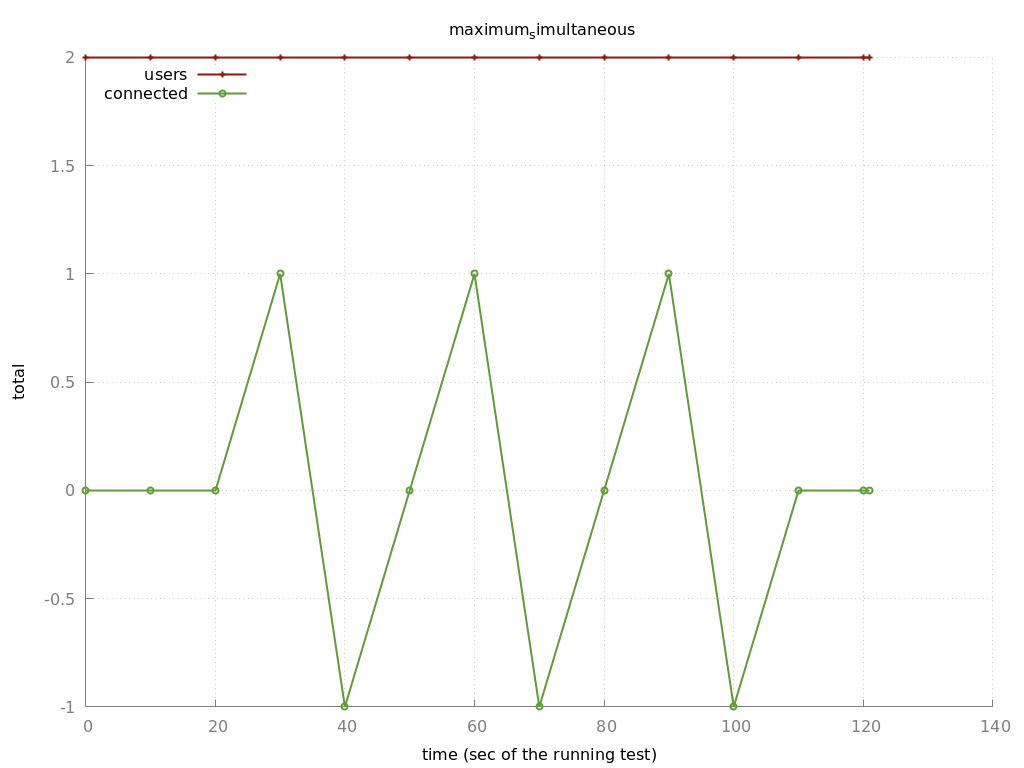 maximumsimultaneous
users
connected
2
1.5
1
0.5
0
-0.5
-1
total
0 20 40 60 80 100 120 140
time (sec of the running test)